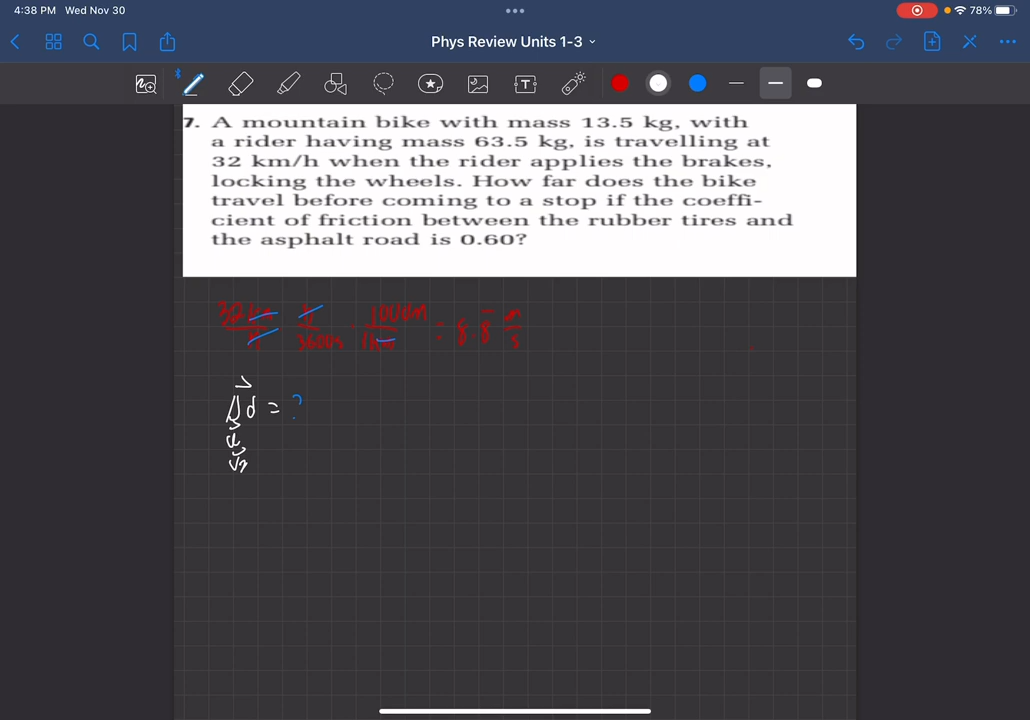 4:38 PM Wed Nov 30
78%
Phys Review Units 1-3
T
7. A mountain bike with mass 13.5 kg, with
a rider having mass 63.5 kg, is travelling at
32 km/h when the rider applies the brakes,
locking the wheels. How far does the bike
travel before coming to a stop if the coeffi-
cient of friction between the rubber tires and
the asphalt road is 0.60?
32 km/h · h/3600s · 1000m/1km = 8.8̅ m/s
Δd = ?